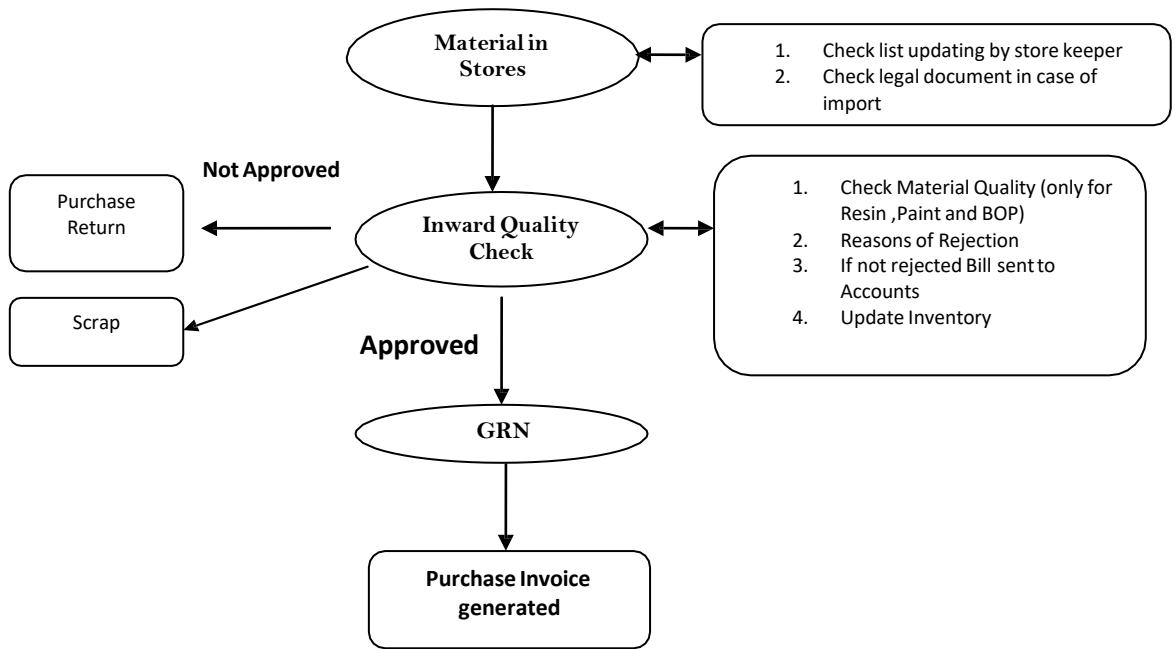 Material in
Stores
1. Check list updating by store keeper
2. Check legal document in case of
import
Not Approved
Purchase
Return
Inward Quality
Check
1. Check Material Quality (only for
Resin ,Paint and BOP)
2. Reasons of Rejection
3. If not rejected Bill sent to
Accounts
4. Update Inventory
Scrap
Approved
GRN
Purchase Invoice
generated